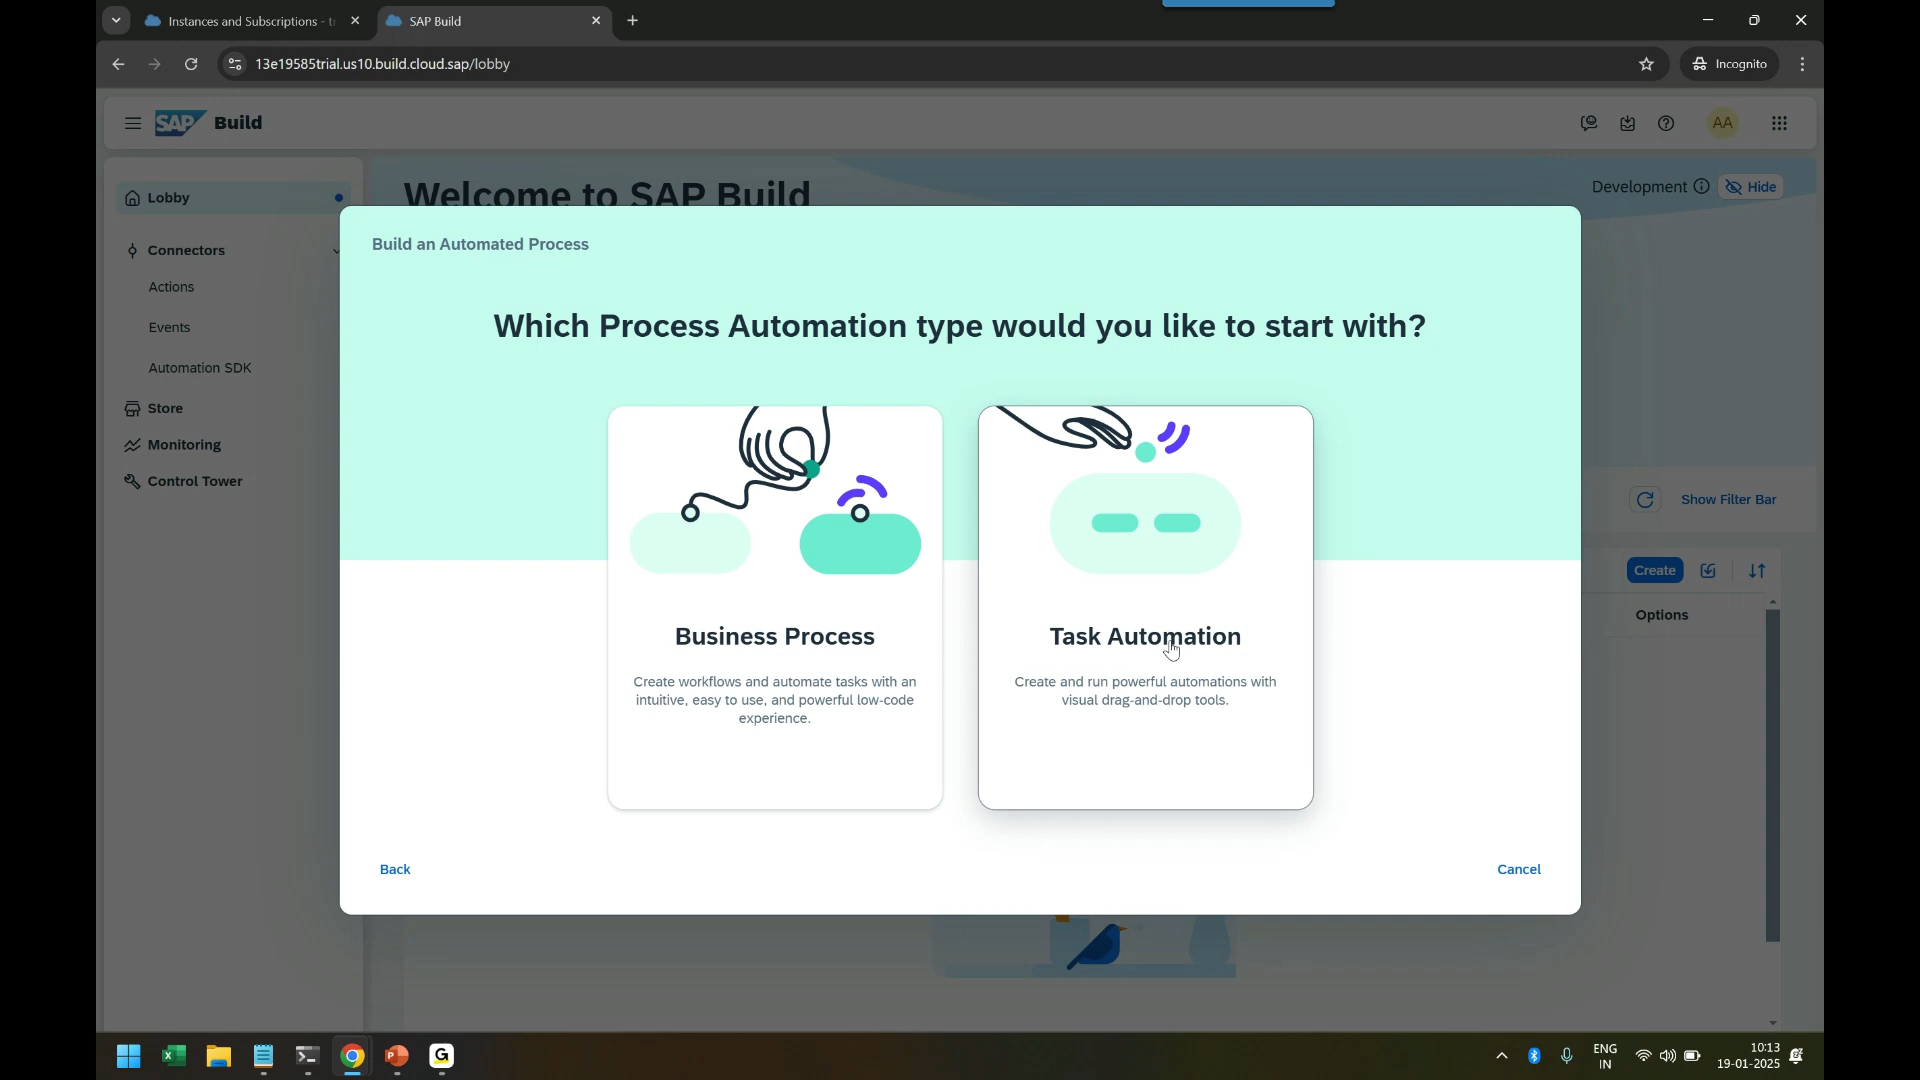 Instances and Subscriptions - t
SAP Build
13e19585trial.us10.build.cloud.sap/lobby
Incognito
SAP Build
AA
Lobby
Welcome to SAP Build
Development
Hide
Connectors
Actions
Events
Automation SDK
Store
Monitoring
Control Tower
Build an Automated Process
Which Process Automation type would you like to start with?
Business Process
Create workflows and automate tasks with an
intuitive, easy to use, and powerful low-code
experience.
Task Automation
Create and run powerful automations with
visual drag-and-drop tools.
Back
Cancel
Show Filter Bar
Create
Options
ENG
IN
10:13
19-01-2025